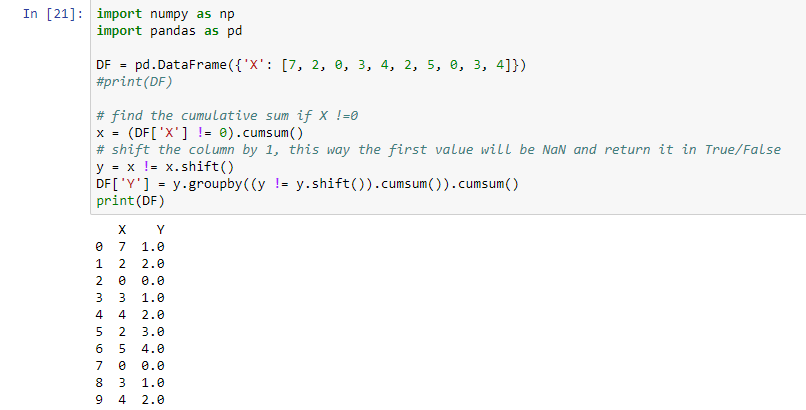 In [21]: import numpy as np
import pandas as pd
DF = pd.DataFrame({'X': [7, 2, 0, 3, 4, 2, 5, 0, 3, 4]})
#print(DF)
# find the cumulative sum if X !=0
x = (DF['X'] != 0).cumsum()
# shift the column by 1, this way the first value will be NaN and return it in True/False
y = x != x.shift()
DF['Y'] = y.groupby((y != y.shift()).cumsum()).cumsum()
print(DF)
X Y
0 7 1.0
1 2 2.0
2 0 0.0
3 3 1.0
4 4 2.0
5 2 3.0
6 5 4.0
7 0 0.0
8 3 1.0
9 4 2.0